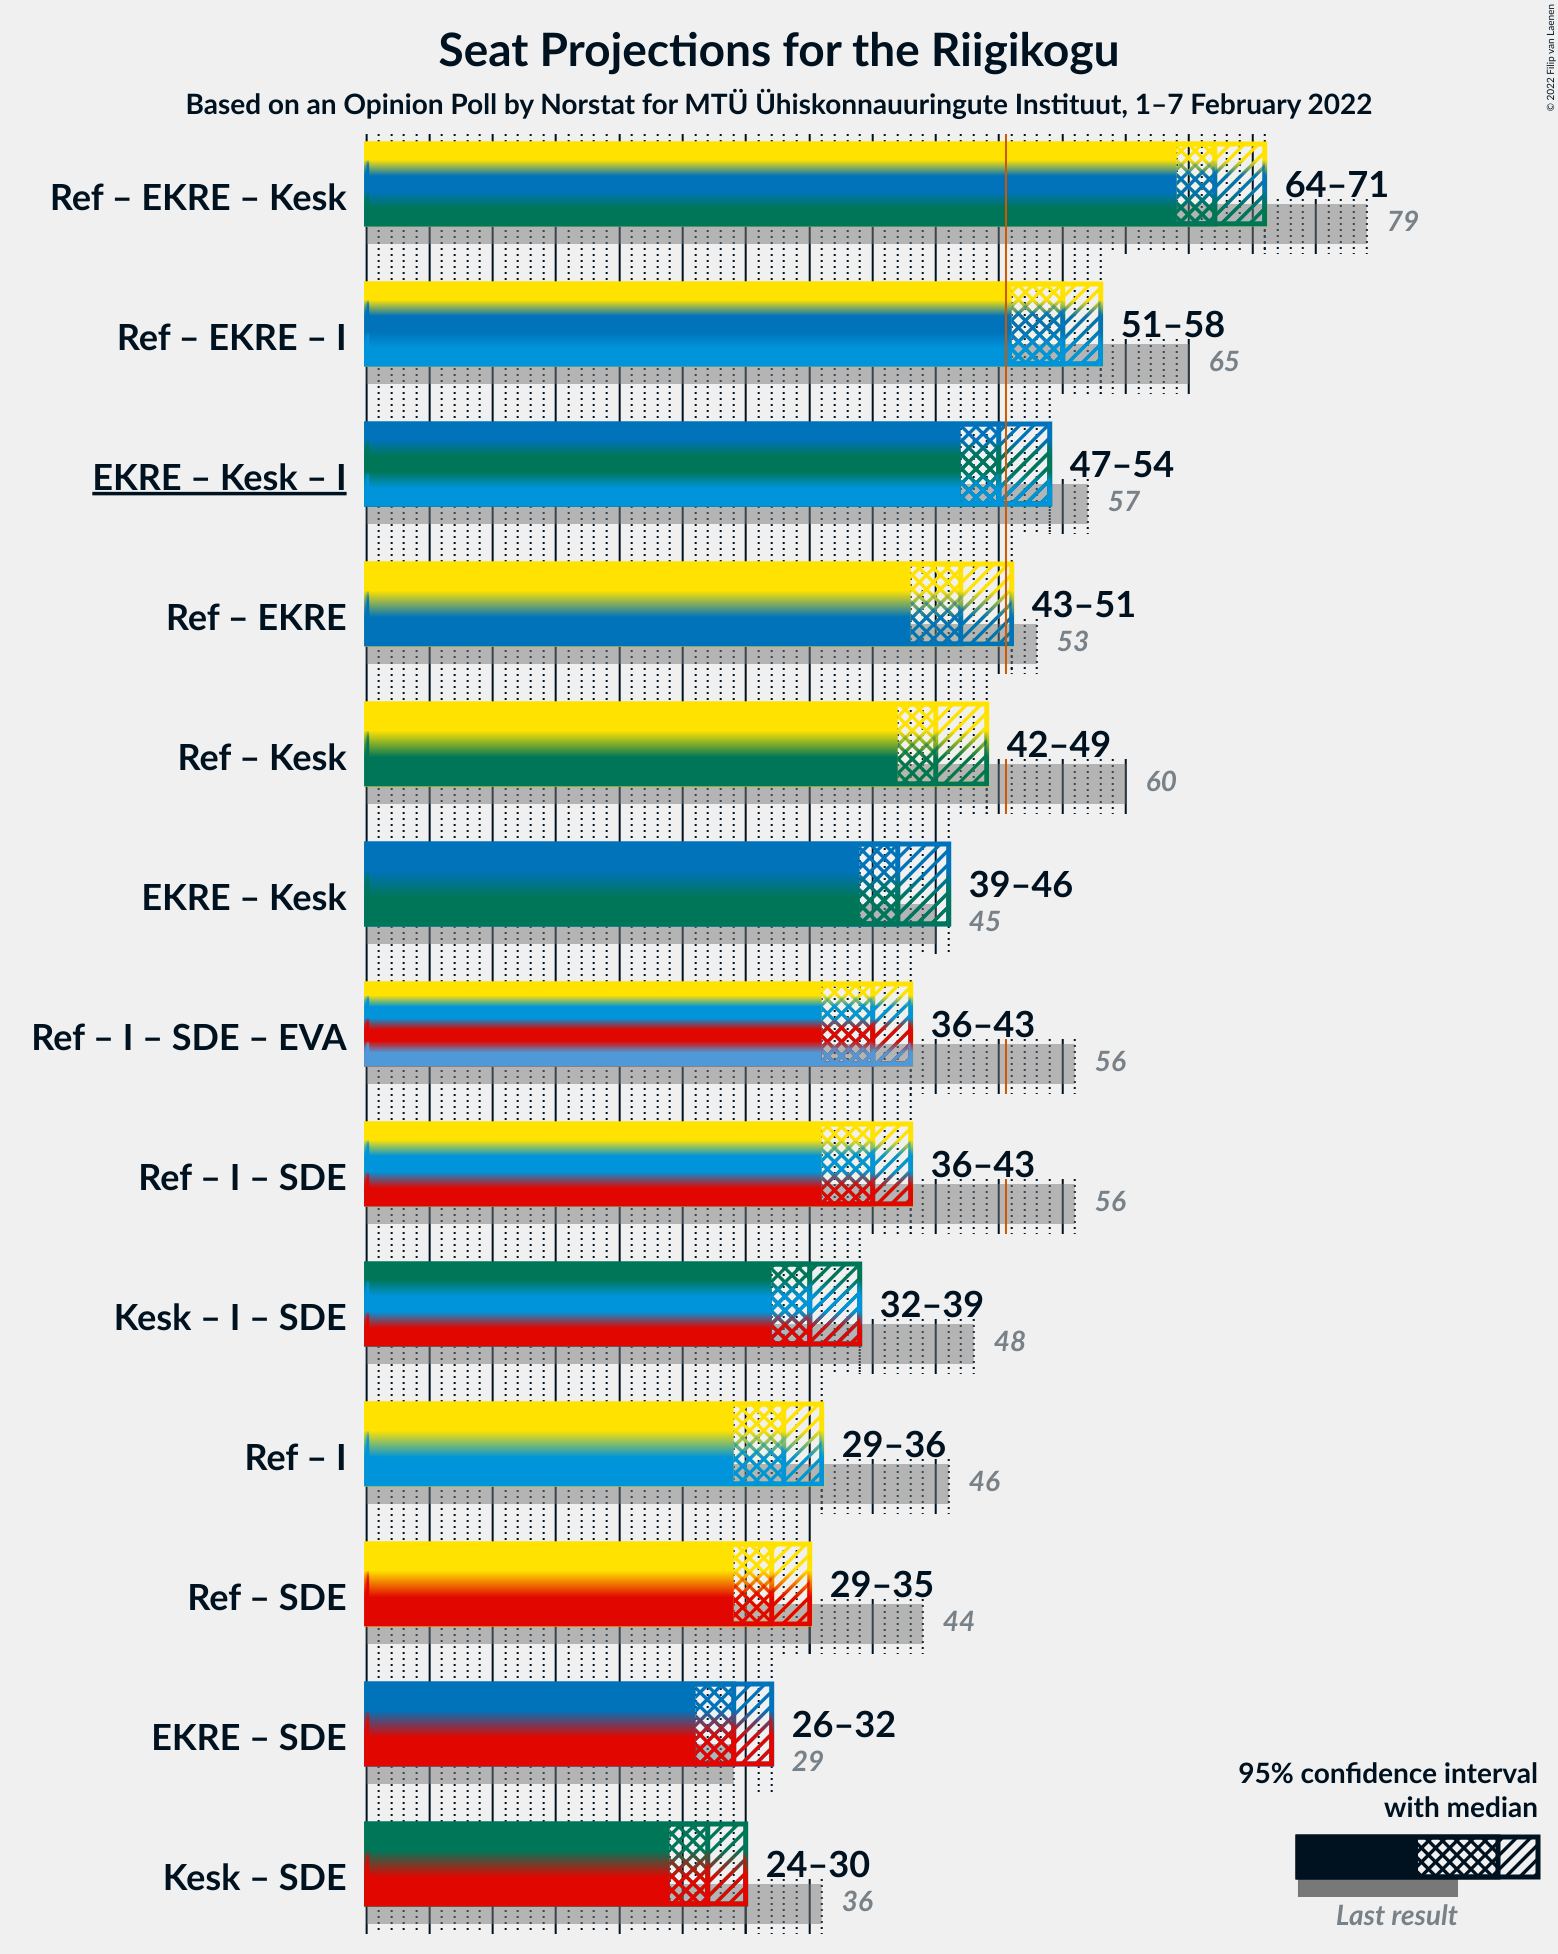 Seat Projections for the Riigikogu
Based on an Opinion Poll by Norstat for MTÜ Ühiskonnauuringute Instituut, 1–7 February 2022
© 2022 Filip van Laenen
Ref – EKRE – Kesk
64–71
79
Ref – EKRE – I
51–58
65
EKRE – Kesk – I
47–54
57
Ref – EKRE
43–51
53
Ref – Kesk
42–49
60
EKRE – Kesk
39–46
45
Ref – I – SDE – EVA
36–43
56
Ref – I – SDE
36–43
56
Kesk – I – SDE
32–39
48
Ref – I
29–36
46
Ref – SDE
29–35
44
EKRE – SDE
26–32
29
Kesk – SDE
24–30
36
95% confidence interval
with median
Last result